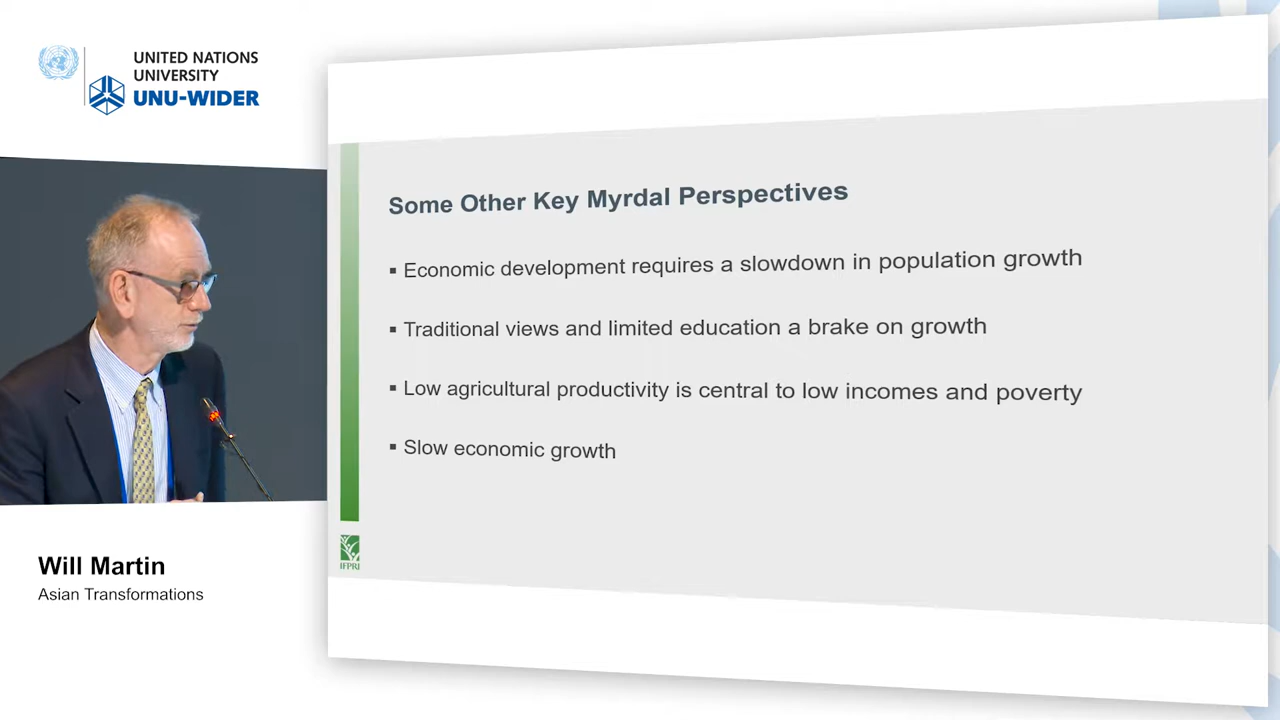 UNITED NATIONS
UNIVERSITY
UNU-WIDER
Some Other Key Myrdal Perspectives
▪ Economic development requires a slowdown in population growth
▪ Traditional views and limited education a brake on growth
▪ Low agricultural productivity is central to low incomes and poverty
▪ Slow economic growth
IFPRI
Will Martin
Asian Transformations